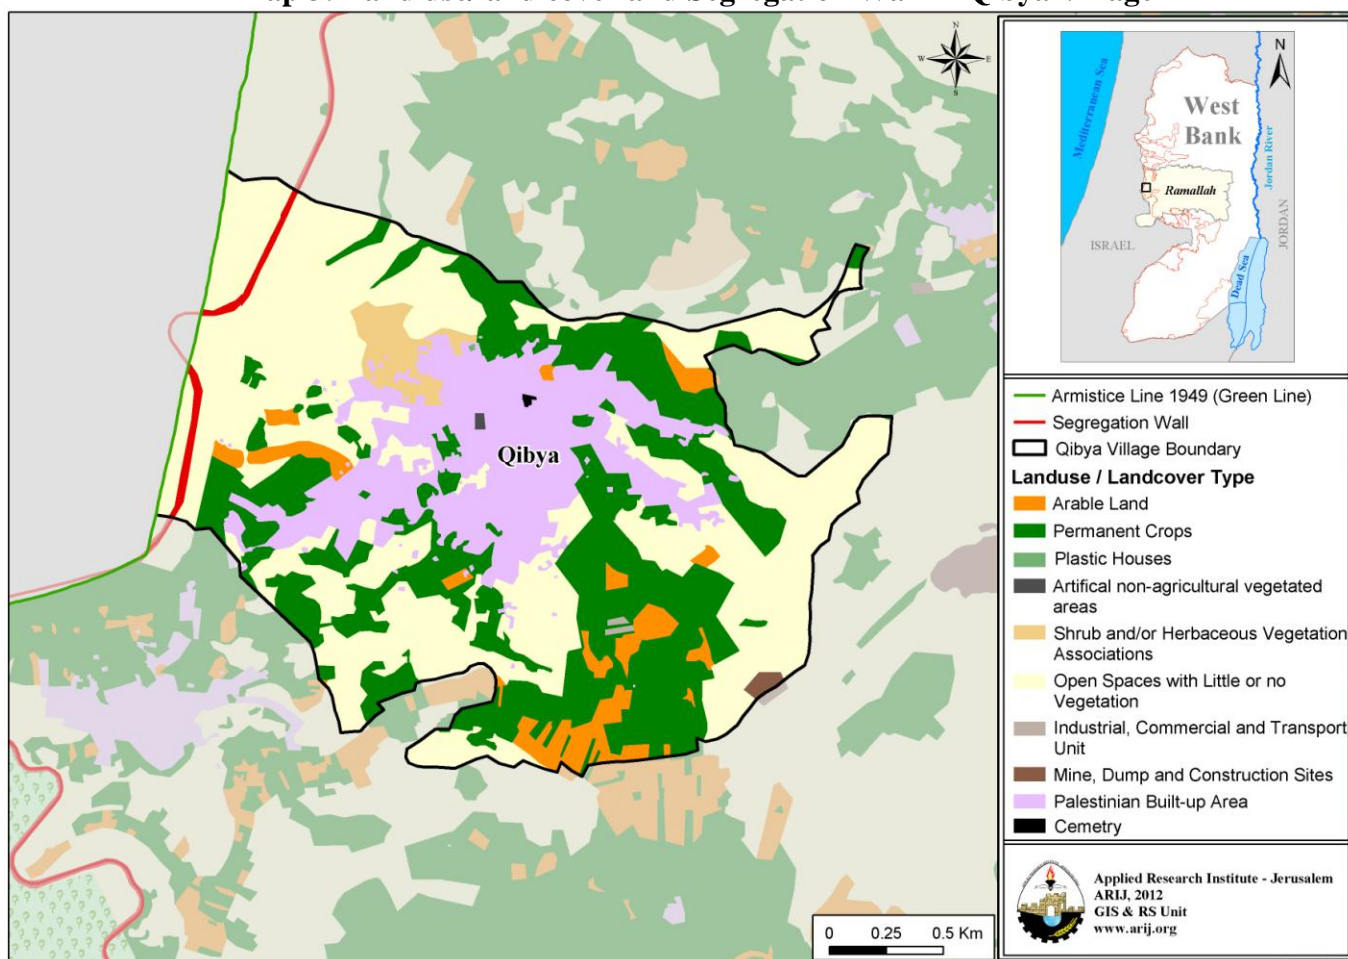 N
W
E
S
Qibya
0
0.25
0.5 Km
N
Mediterranean Sea
West
Bank
Ramallah
Jordan River
ISRAEL
JORDAN
Dead Sea
Armistice Line 1949 (Green Line)
Segregation Wall
Qibya Village Boundary
Landuse / Landcover Type
Arable Land
Permanent Crops
Plastic Houses
Artifical non-agricultural vegetated
areas
Shrub and/or Herbaceous Vegetation
Associations
Open Spaces with Little or no
Vegetation
Industrial, Commercial and Transport
Unit
Mine, Dump and Construction Sites
Palestinian Built-up Area
Cemetry
Applied Research Institute - Jerusalem
ARIJ, 2012
GIS & RS Unit
www.arij.org